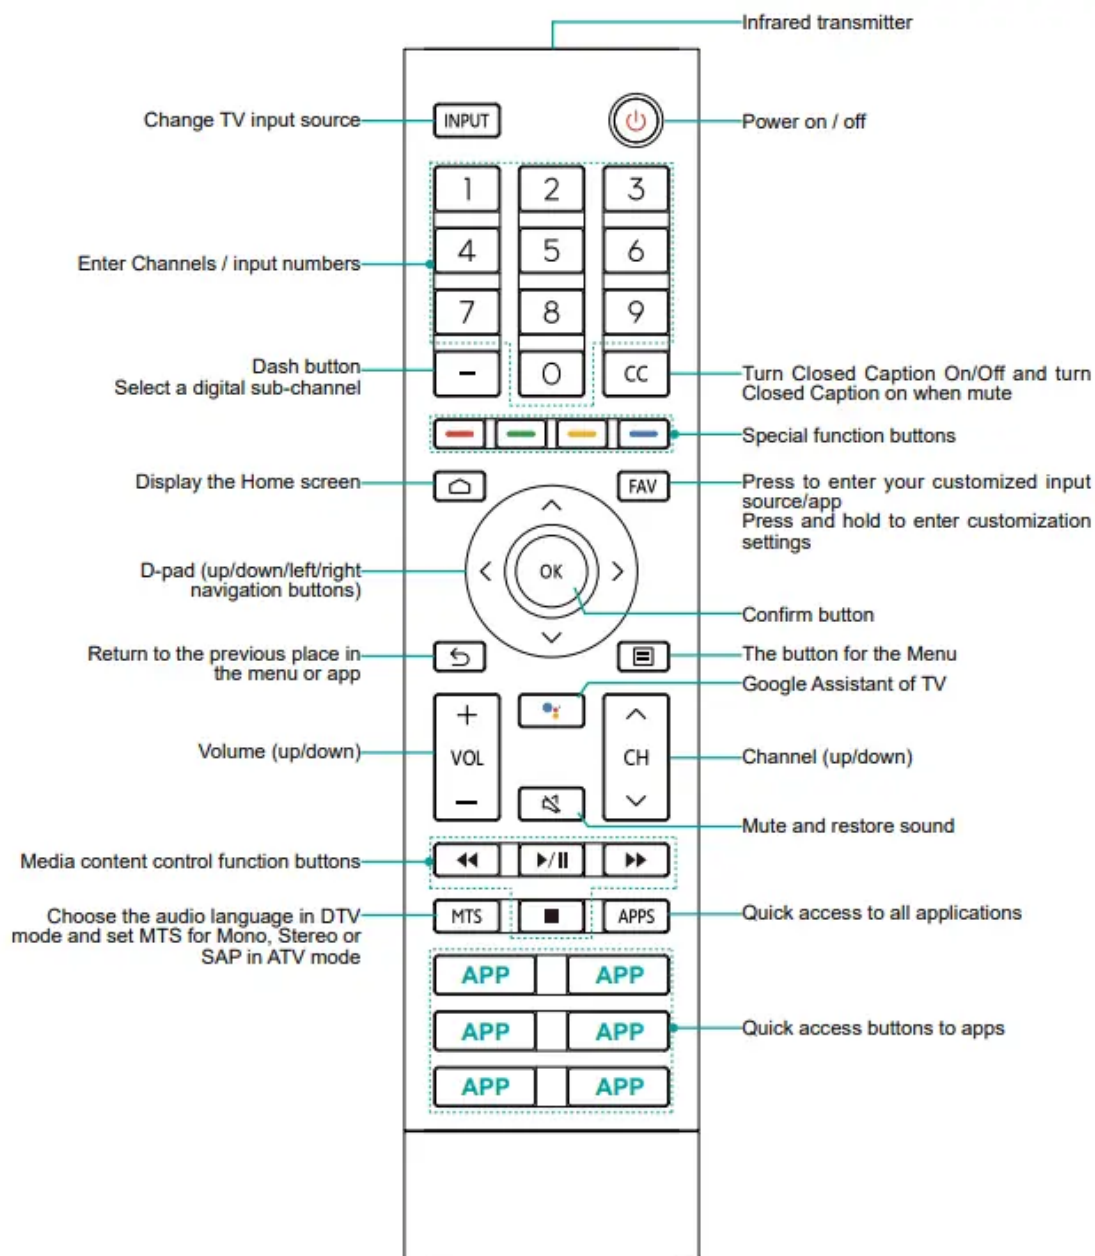 Infrared transmitter
Change TV input source
INPUT
Power on / off
1 2 3
4 5 6
Enter Channels / input numbers
7 8 9
Dash button
Select a digital sub-channel
– 0 CC
Turn Closed Caption On/Off and turn
Closed Caption on when mute
Special function buttons
Display the Home screen
FAV
Press to enter your customized input
source/app
Press and hold to enter customization
settings
D-pad (up/down/left/right
navigation buttons)
OK
Confirm button
Return to the previous place in
the menu or app
The button for the Menu
Google Assistant of TV
+
Volume (up/down)
VOL
–
CH
Channel (up/down)
Mute and restore sound
Media content control function buttons
Choose the audio language in DTV
mode and set MTS for Mono, Stereo or
SAP in ATV mode
MTS
APPS
Quick access to all applications
APP APP
APP APP
Quick access buttons to apps
APP APP